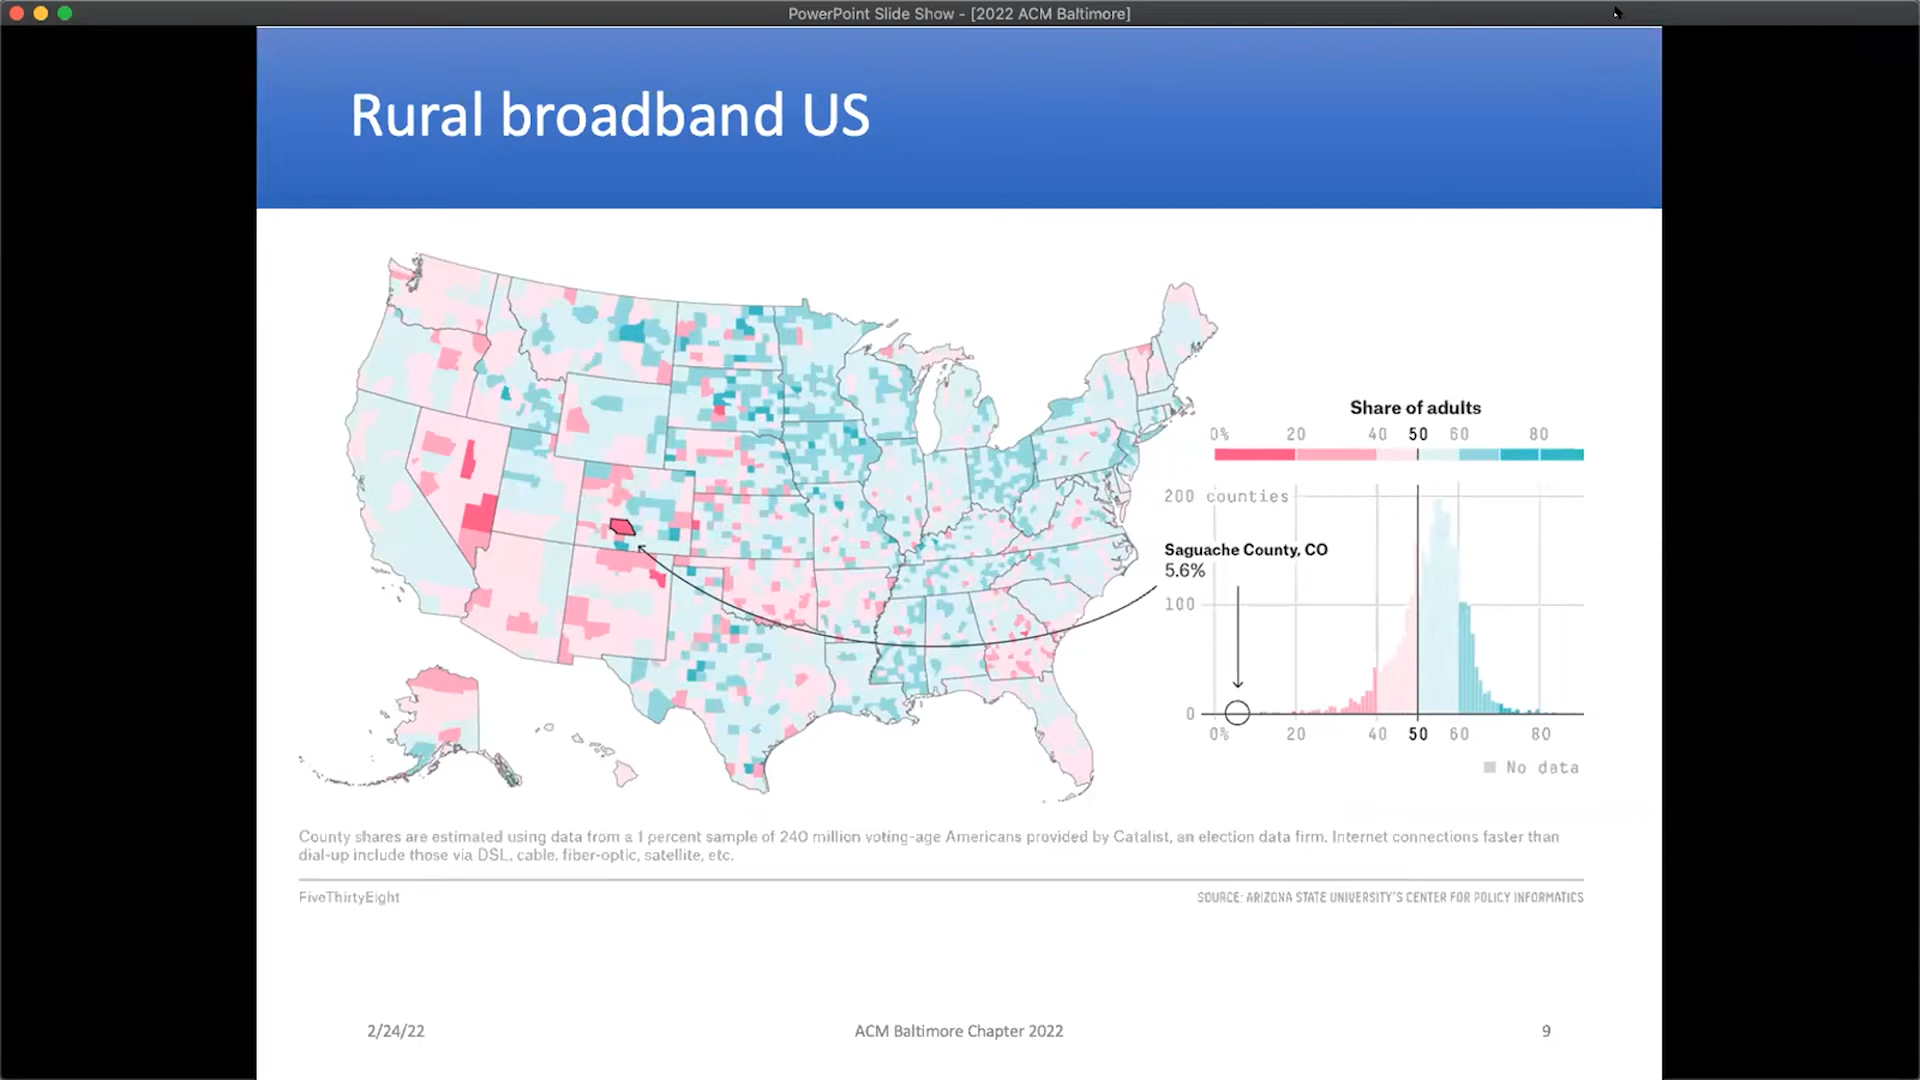 PowerPoint Slide Show - [2022 ACM Baltimore]
Rural broadband US
Share of adults
0% 20 40 50 60 80
200 counties
Saguache County, CO
5.6%
100
0
0% 20 40 50 60 80
No data
County shares are estimated using data from a 1 percent sample of 240 million voting-age Americans provided by Catalist, an election data firm. Internet connections faster than
dial-up include those via DSL, cable, fiber-optic, satellite, etc.
FiveThirtyEight
SOURCE: ARIZONA STATE UNIVERSITY'S CENTER FOR POLICY INFORMATICS
2/24/22
ACM Baltimore Chapter 2022
9